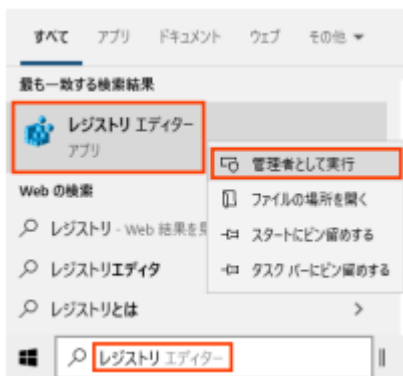 すべて アプリ ドキュメント ウェブ その他 ▼
最も一致する検索結果
レジストリ エディター
アプリ
管理者として実行
Web の検索
ファイルの場所を開く
レジストリ - Web 結果を見
スタートにピン留めする
レジストリエディタ
タスク バーにピン留めする
レジストリとは
レジストリ エディター